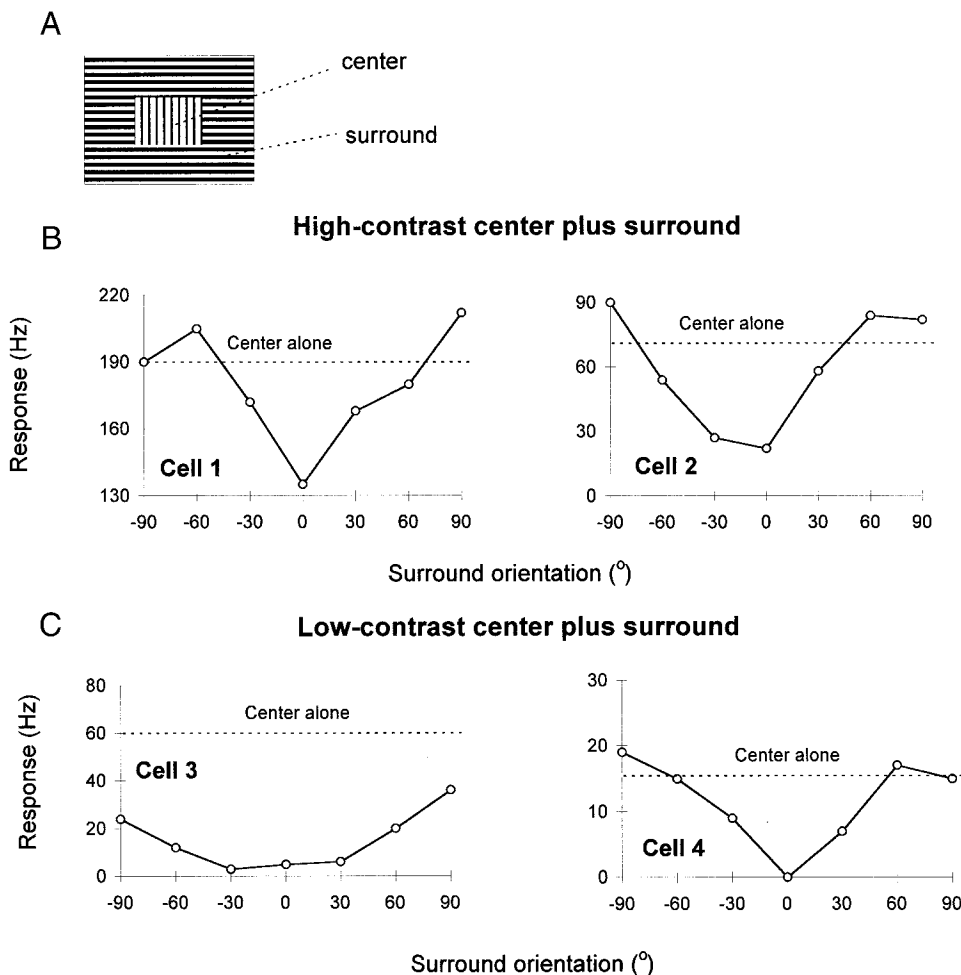 A
center
surround
High-contrast center plus surround
B
220
190
160
130
Response (Hz)
Center alone
Cell 1
-90 -60 -30 0 30 60 90
90
60
30
0
Center alone
Cell 2
-90 -60 -30 0 30 60 90
Surround orientation (°)
C
Low-contrast center plus surround
80
60
40
20
0
Response (Hz)
Center alone
Cell 3
-90 -60 -30 0 30 60 90
30
20
10
0
Center alone
Cell 4
-90 -60 -30 0 30 60 90
Surround orientation (°)